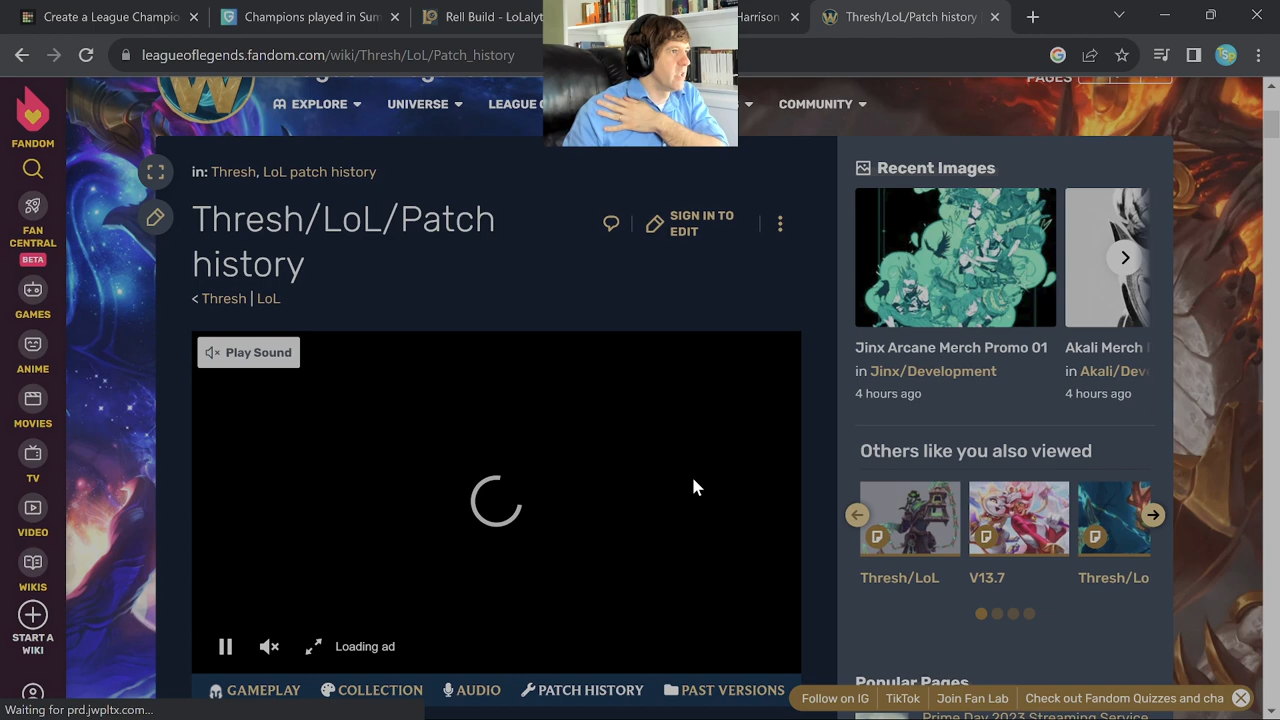 Create a League Champio
Champions played in Sum
Rell Build - LoLalyt
Harrison
Thresh/LoL/Patch history
leagueoflegends.fandom.com/wiki/Thresh/LoL/Patch_history
EXPLORE
UNIVERSE
LEAGUE
COMMUNITY
PAGES
FANDOM
FAN
CENTRAL
BETA
GAMES
ANIME
MOVIES
TV
VIDEO
WIKIS
START A
WIKI
in: Thresh, LoL patch history
Thresh/LoL/Patch
history
SIGN IN TO
EDIT
< Thresh | LoL
Play Sound
Loading ad
GAMEPLAY
COLLECTION
AUDIO
PATCH HISTORY
PAST VERSIONS
Recent Images
Jinx Arcane Merch Promo 01
in Jinx/Development
4 hours ago
Akali Merch
in Akali/Dev
4 hours ago
Others like you also viewed
Thresh/LoL
V13.7
Thresh/Lo
Popular Pages
Follow on IG
TikTok
Join Fan Lab
Check out Fandom Quizzes and cha
Prime Day 2023 Streaming Service
Waiting for prd.jwpltx.com...